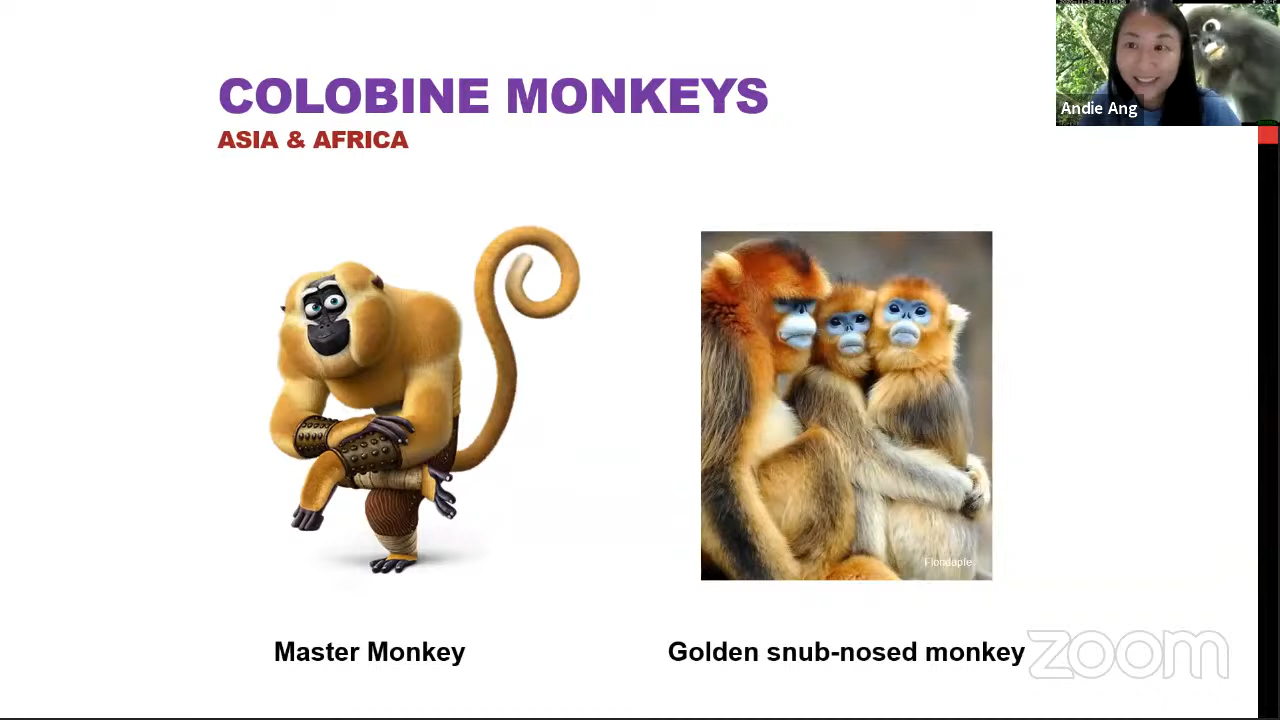 COLOBINE MONKEYS
ASIA & AFRICA
Andie Ang
Master Monkey
Golden snub-nosed monkey
zoom